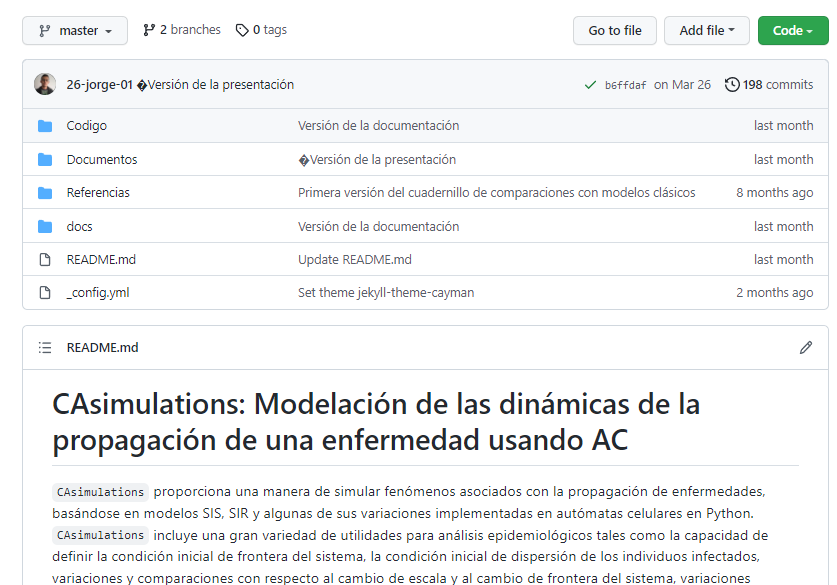 master 2 branches 0 tags Go to file Add file Code
26-jorge-01 �Versión de la presentación b6ffdaf on Mar 26 198 commits
Codigo Versión de la documentación last month
Documentos �Versión de la presentación last month
Referencias Primera versión del cuadernillo de comparaciones con modelos clásicos 8 months ago
docs Versión de la documentación last month
README.md Update README.md last month
_config.yml Set theme jekyll-theme-cayman 2 months ago
README.md
CAsimulations: Modelación de las dinámicas de la
propagación de una enfermedad usando AC
CAsimulations proporciona una manera de simular fenómenos asociados con la propagación de enfermedades,
basándose en modelos SIS, SIR y algunas de sus variaciones implementadas en autómatas celulares en Python.
CAsimulations incluye una gran variedad de utilidades para análisis epidemiológicos tales como la capacidad de
definir la condición inicial de frontera del sistema, la condición inicial de dispersión de los individuos infectados,
variaciones y comparaciones con respecto al cambio de escala y al cambio de frontera del sistema, variaciones